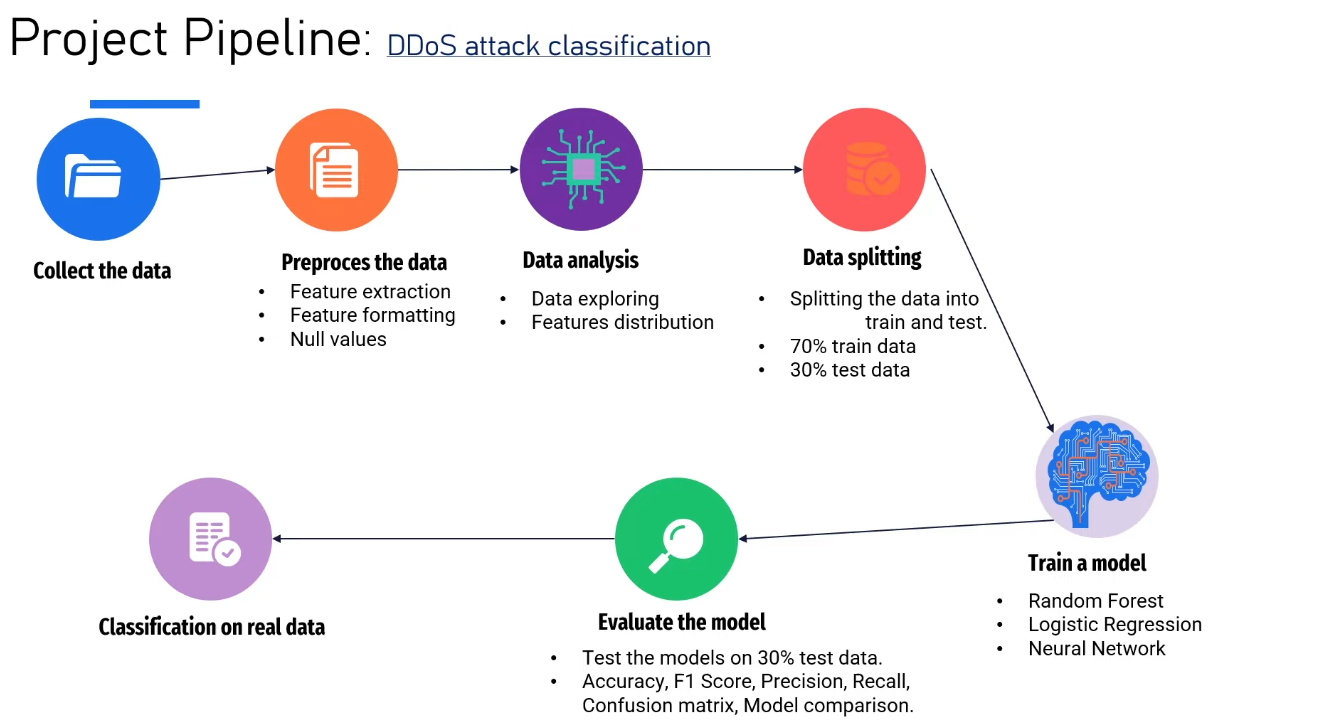 Project Pipeline: DDoS attack classification
Collect the data
Preproces the data
• Feature extraction
• Feature formatting
• Null values
Data analysis
• Data exploring
• Features distribution
Data splitting
• Splitting the data into
train and test.
• 70% train data
• 30% test data
Train a model
• Random Forest
• Logistic Regression
• Neural Network
Evaluate the model
• Test the models on 30% test data.
• Accuracy, F1 Score, Precision, Recall,
Confusion matrix, Model comparison.
Classification on real data